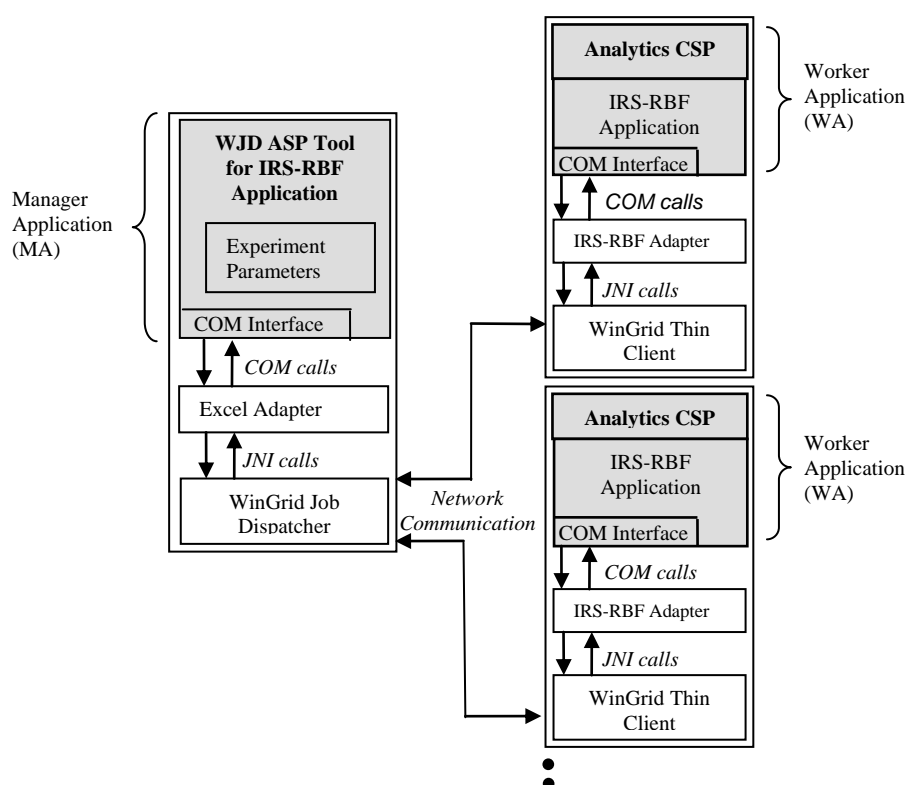 Manager
Application
(MA)
WJD ASP Tool
for IRS-RBF
Application
Experiment
Parameters
COM Interface
COM calls
Excel Adapter
JNI calls
WinGrid Job
Dispatcher
Network
Communication
Analytics CSP
IRS-RBF
Application
COM Interface
COM calls
IRS-RBF Adapter
JNI calls
WinGrid Thin
Client
Worker
Application
(WA)
Analytics CSP
IRS-RBF
Application
COM Interface
COM calls
IRS-RBF Adapter
JNI calls
WinGrid Thin
Client
Worker
Application
(WA)